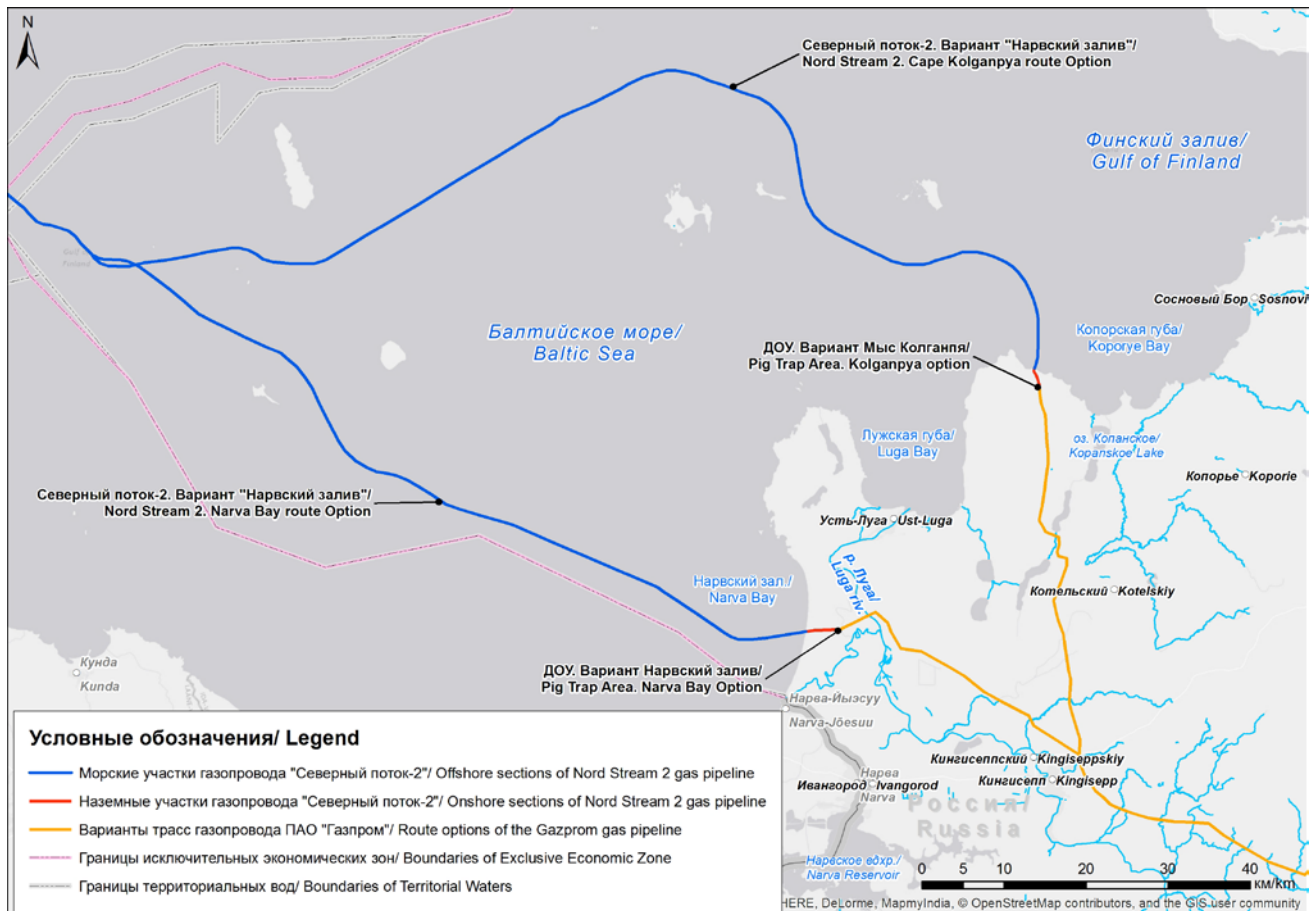 N
Северный поток-2. Вариант "Нарвский залив"/
Nord Stream 2. Cape Kolganpya route Option
Финский залив/
Gulf of Finland
Gulf of
Finland
Сосновый Бор Sosnovi
Балтийское море/
Baltic Sea
Копорская губа/
Koporye Bay
ДОУ. Вариант Мыс Колганпя/
Pig Trap Area. Kolganpya option
Лужская губа/
Luga Bay
оз. Копанское/
Kopanskoe Lake
Копорье Koporie
Северный поток-2. Вариант "Нарвский залив"/
Nord Stream 2. Narva Bay route Option
Усть-Луга Ust-Luga
р. Луга/
Luga riv.
Нарвский зал./
Narva Bay
Котельский Kotelskiy
ДОУ. Вариант Нарвский залив/
Pig Trap Area. Narva Bay Option
Кунда
Kunda
Нарва-Йыэсуу
Narva-Jõesuu
Кингисеппский Kingiseppskiy
Кингисепп Kingisepp
Нарва
Ивангород Ivangorod
Narva
Россия/
Russia
Нарвское вдхр./
Narva Reservoir
Условные обозначения/ Legend
Морские участки газопровода "Северный поток-2"/ Offshore sections of Nord Stream 2 gas pipeline
Наземные участки газопровода "Северный поток-2"/ Onshore sections of Nord Stream 2 gas pipeline
Варианты трасс газопровода ПАО "Газпром"/ Route options of the Gazprom gas pipeline
Границы исключительных экономических зон/ Boundaries of Exclusive Economic Zone
Границы территориальных вод/ Boundaries of Territorial Waters
0 5 10 20 30 40
км/km
HERE, DeLorme, MapmyIndia, © OpenStreetMap contributors, and the GIS user community